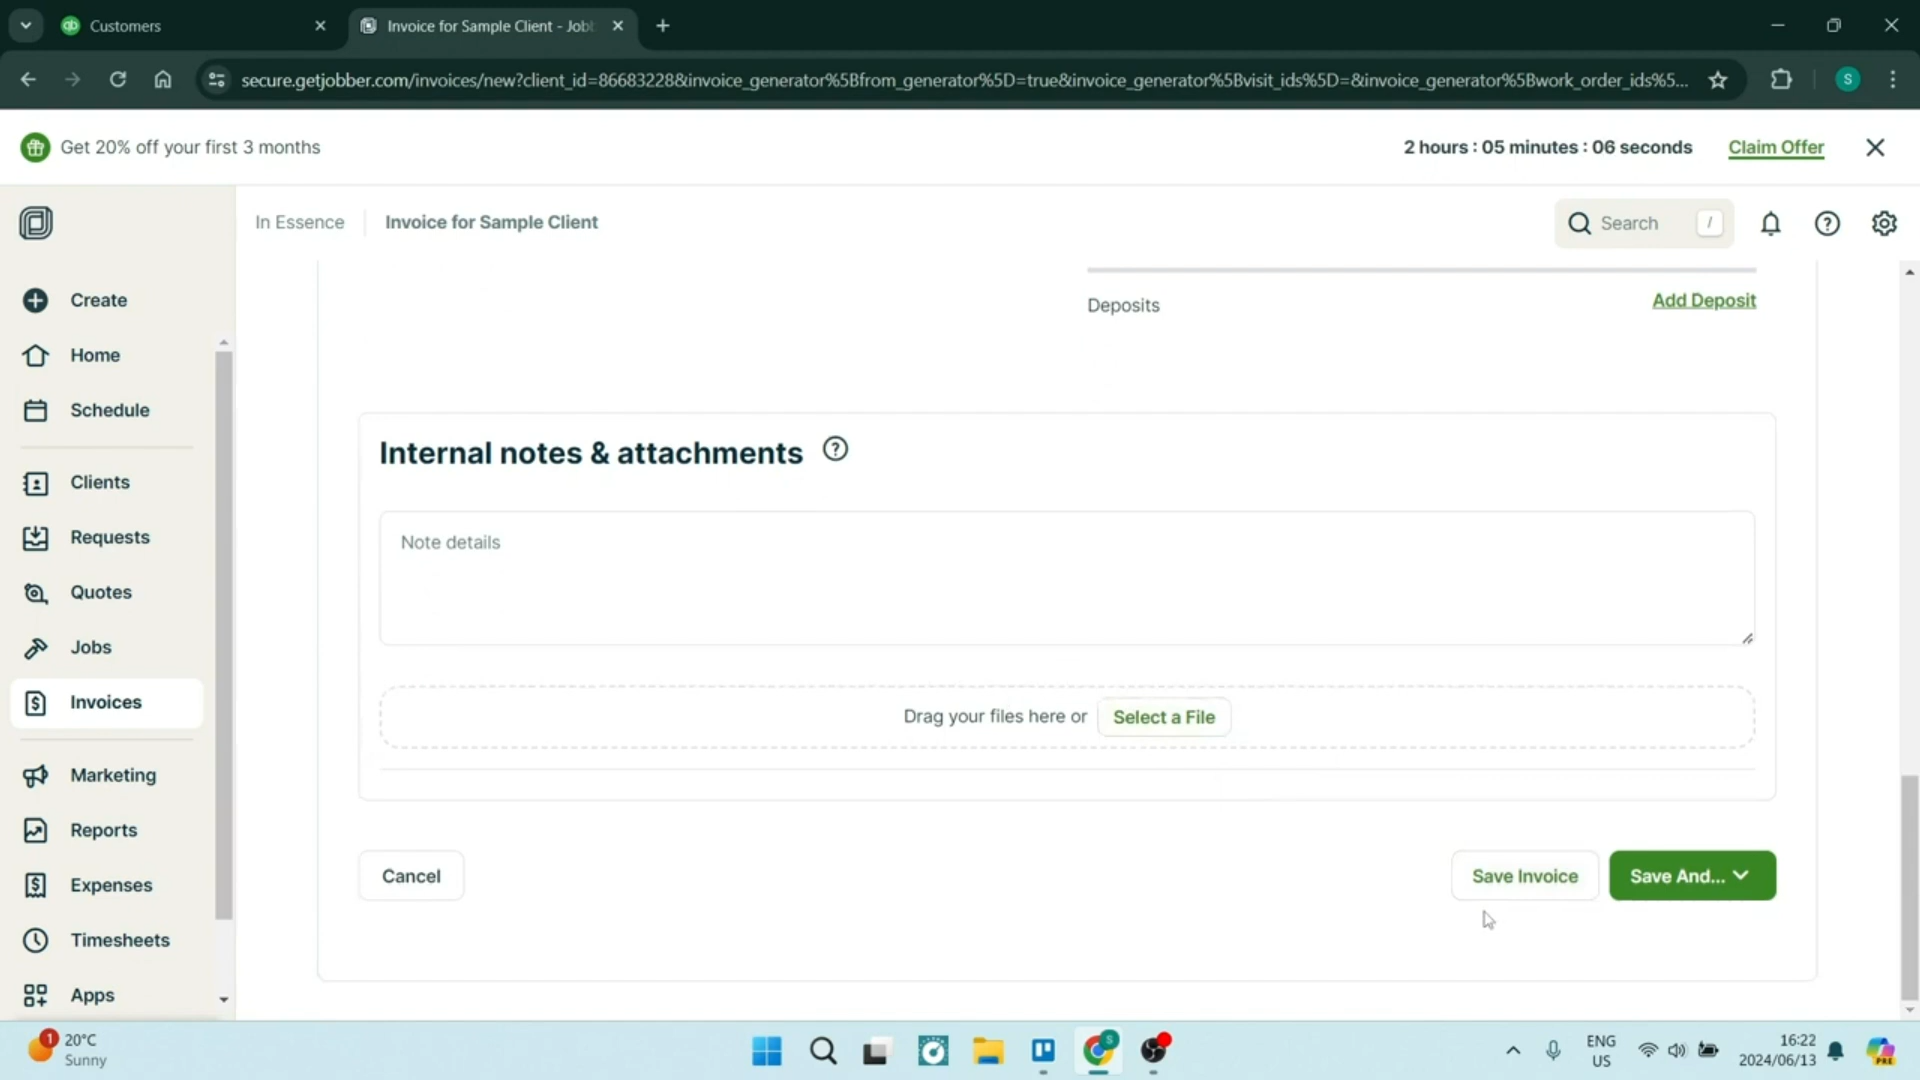 Customers
Invoice for Sample Client - Job
secure.getjobber.com/invoices/new?client_id=86683228&invoice_generator%5Bfrom_generator%5D=true&invoice_generator%5Bvisit_ids%5D=&invoice_generator%5Bwork_order_ids%5...
S
Get 20% off your first 3 months
2 hours : 05 minutes : 06 seconds
Claim Offer
In Essence
Invoice for Sample Client
Search
/
Create
Home
Schedule
Clients
Requests
Quotes
Jobs
Invoices
Marketing
Reports
Expenses
Timesheets
Apps
Deposits
Add Deposit
Internal notes & attachments
Note details
Drag your files here or
Select a File
Cancel
Save Invoice
Save And...
1
20°C
Sunny
S
ENG
US
16:22
2024/06/13
PRE